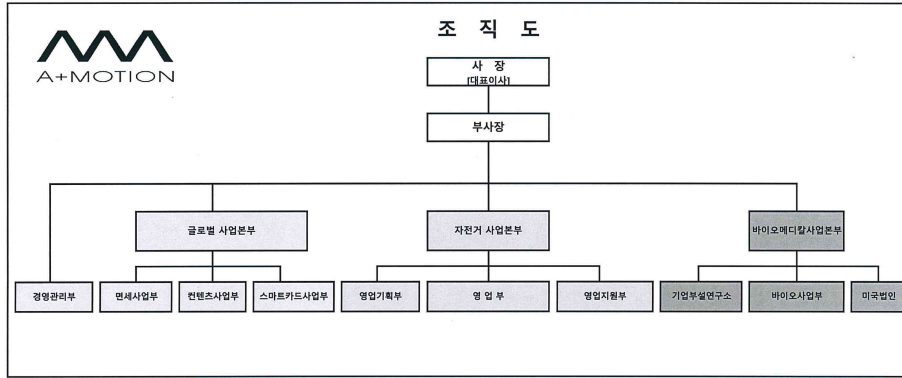 조 직 도
A+MOTION
사 장
[대표이사]
부사장
글로벌 사업본부
자전거 사업본부
바이오메디칼사업본부
경영관리부
면세사업부
컨텐츠사업부
스마트카드사업부
영업기획부
영 업 부
영업지원부
기업부설연구소
바이오사업부
미국법인